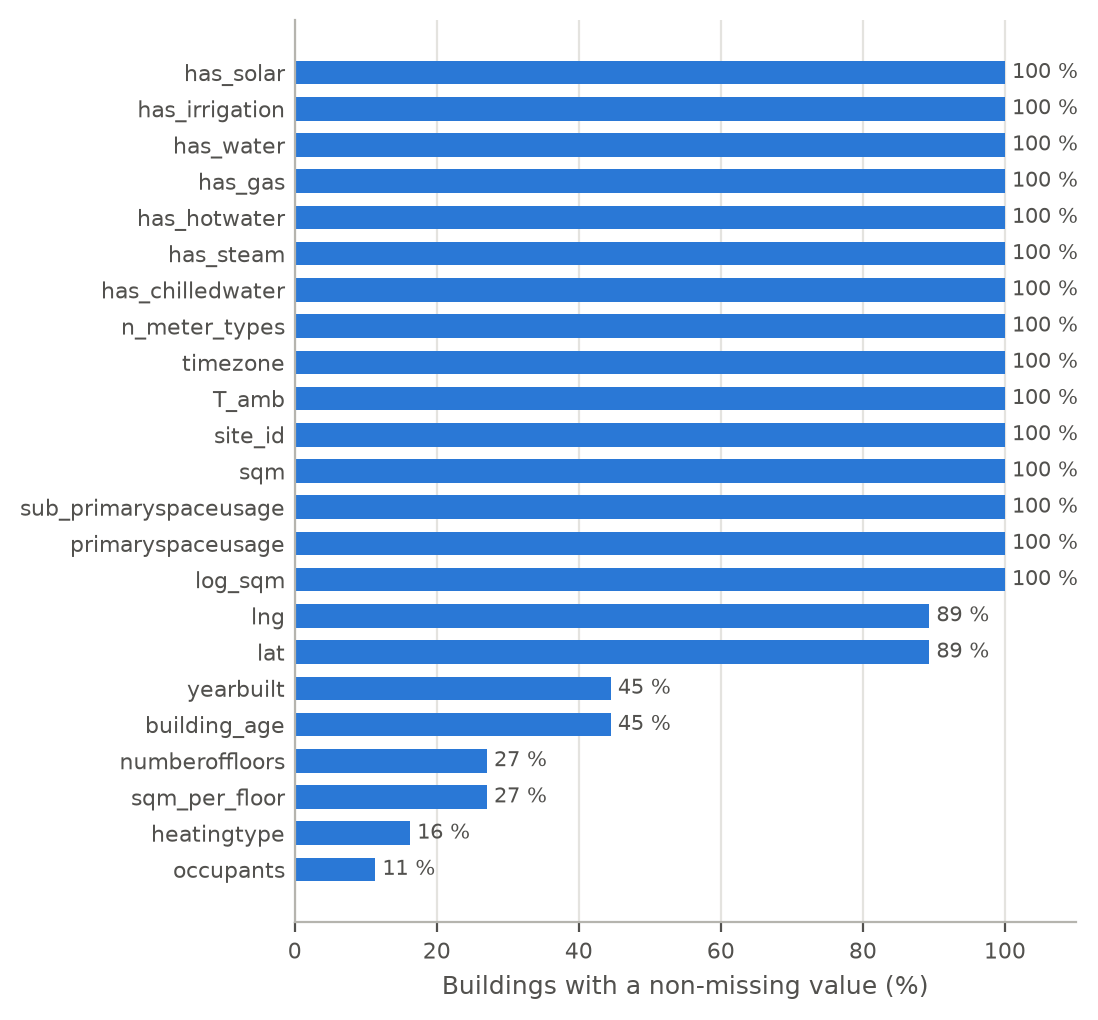 has_solar 100 %
has_irrigation 100 %
has_water 100 %
has_gas 100 %
has_hotwater 100 %
has_steam 100 %
has_chilledwater 100 %
n_meter_types 100 %
timezone 100 %
T_amb 100 %
site_id 100 %
sqm 100 %
sub_primaryspaceusage 100 %
primaryspaceusage 100 %
log_sqm 100 %
lng 89 %
lat 89 %
yearbuilt 45 %
building_age 45 %
numberoffloors 27 %
sqm_per_floor 27 %
heatingtype 16 %
occupants 11 %
0 20 40 60 80 100
Buildings with a non-missing value (%)